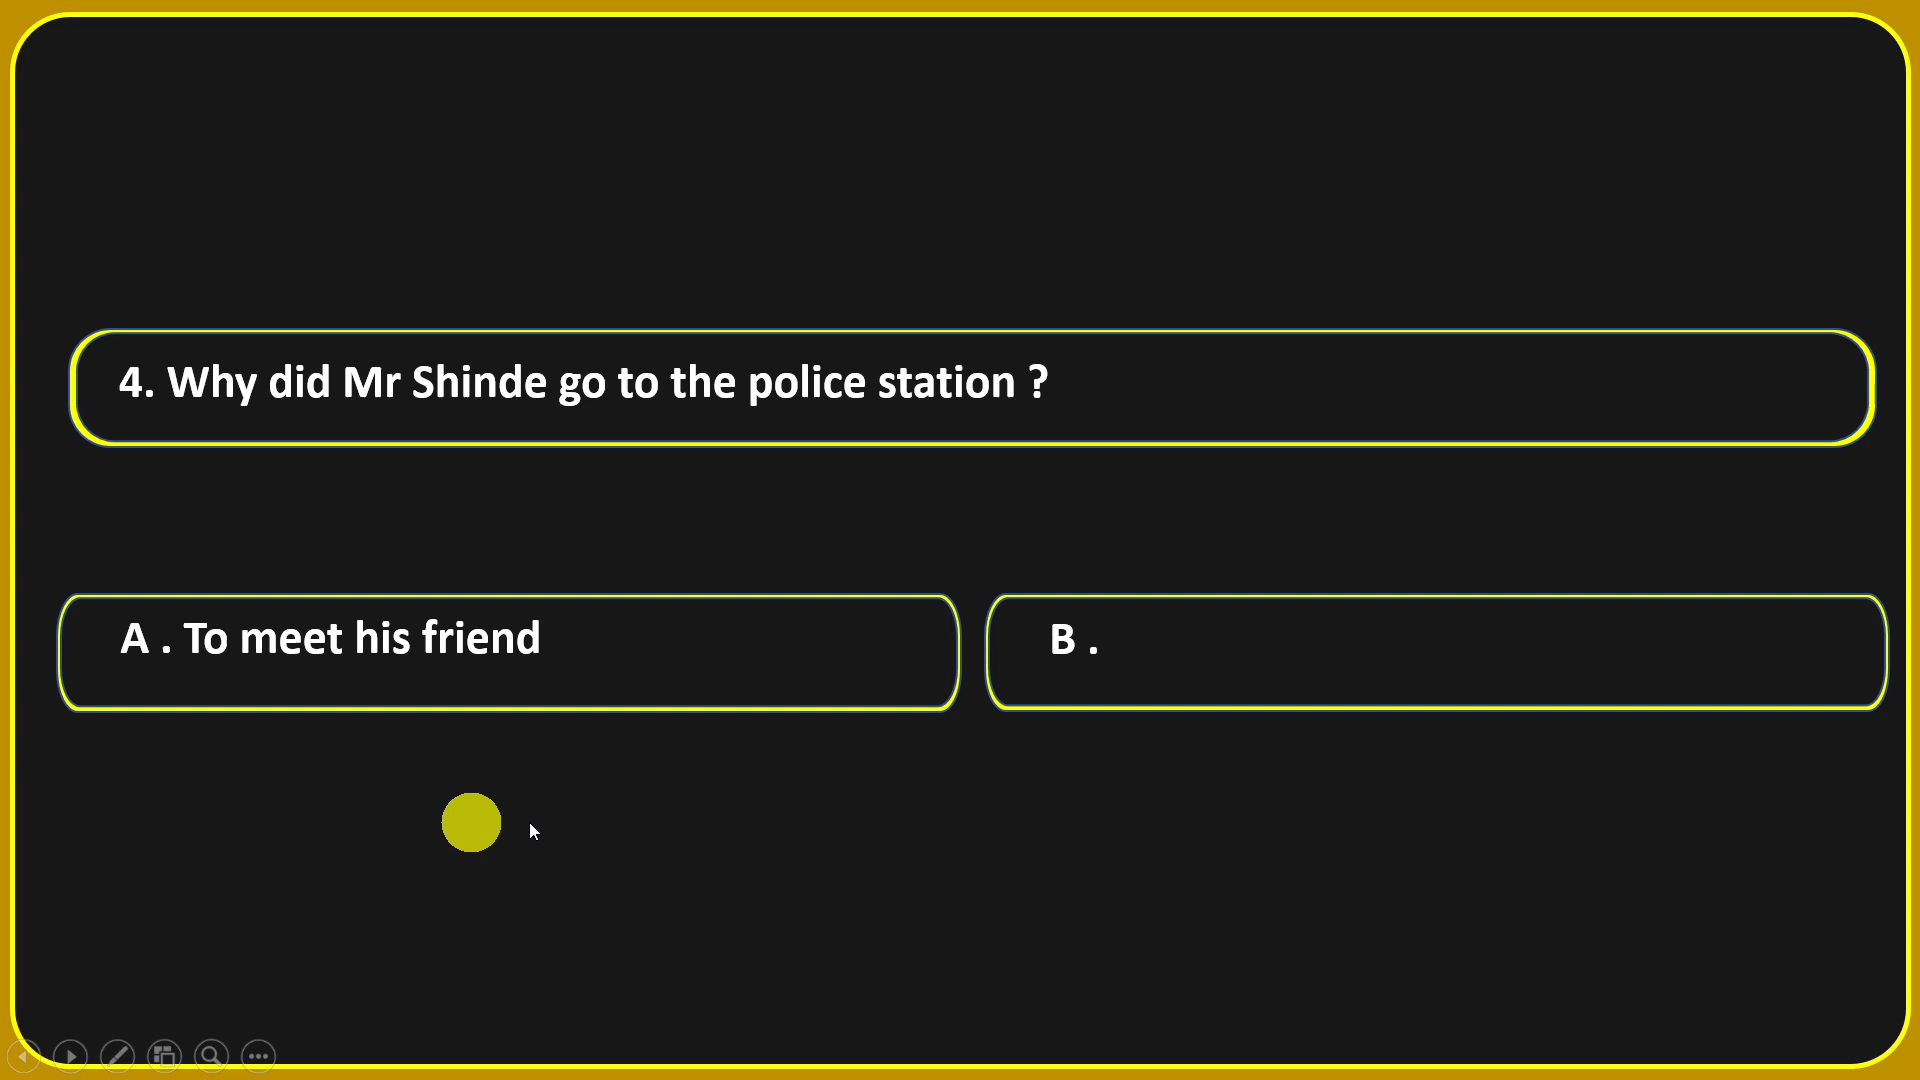 4. Why did Mr Shinde go to the police station ?
A . To meet his friend
B .